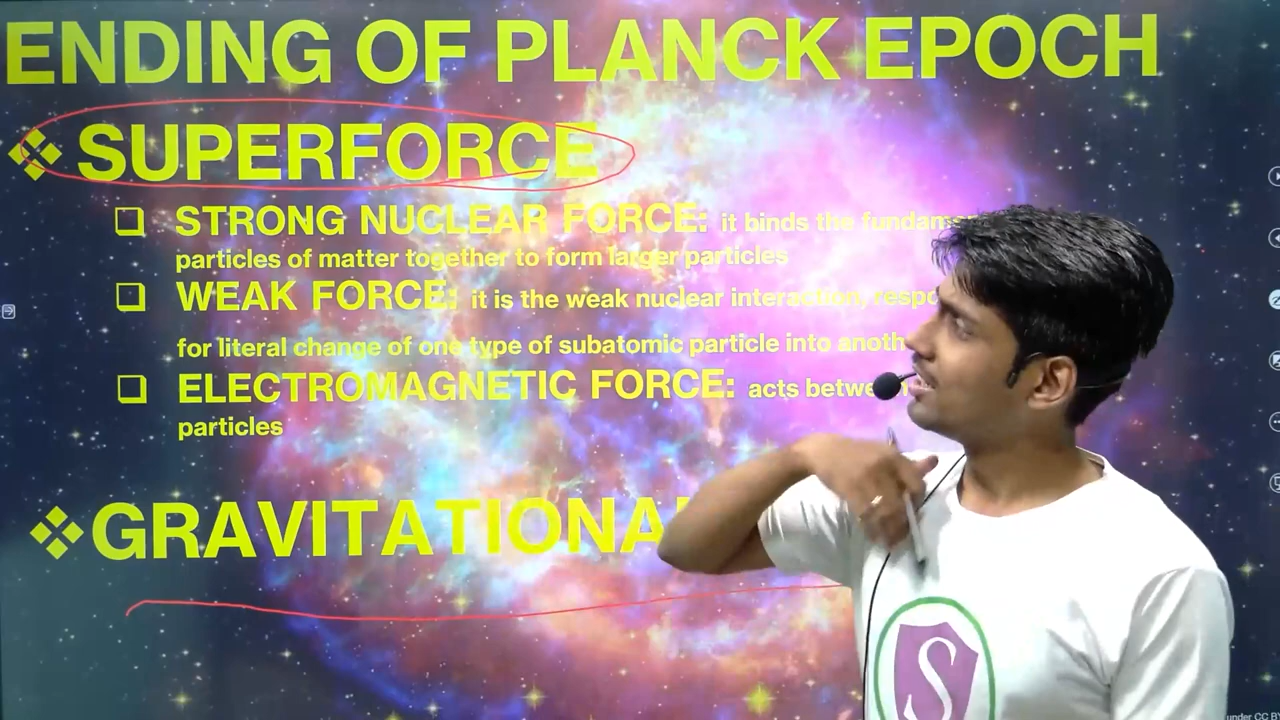 ENDING OF PLANCK EPOCH
❖ SUPERFORCE
❑ STRONG NUCLEAR FORCE: it binds the
particles of matter together to form larger particles
❑ WEAK FORCE: it is the weak nuclear interaction,
for literal change of one type of subatomic particle into
❑ ELECTROMAGNETIC FORCE: acts
particles
❖
S
under CC